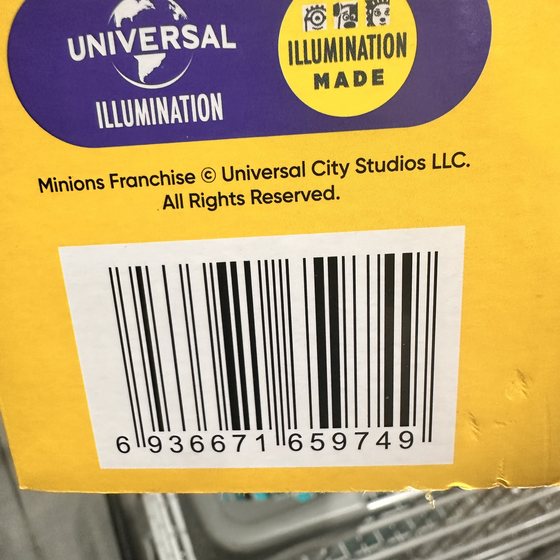 UNIVERSAL
ILLUMINATION
ILLUMINATION
MADE
Minions Franchise © Universal City Studios LLC.
All Rights Reserved.
6 936671 659749